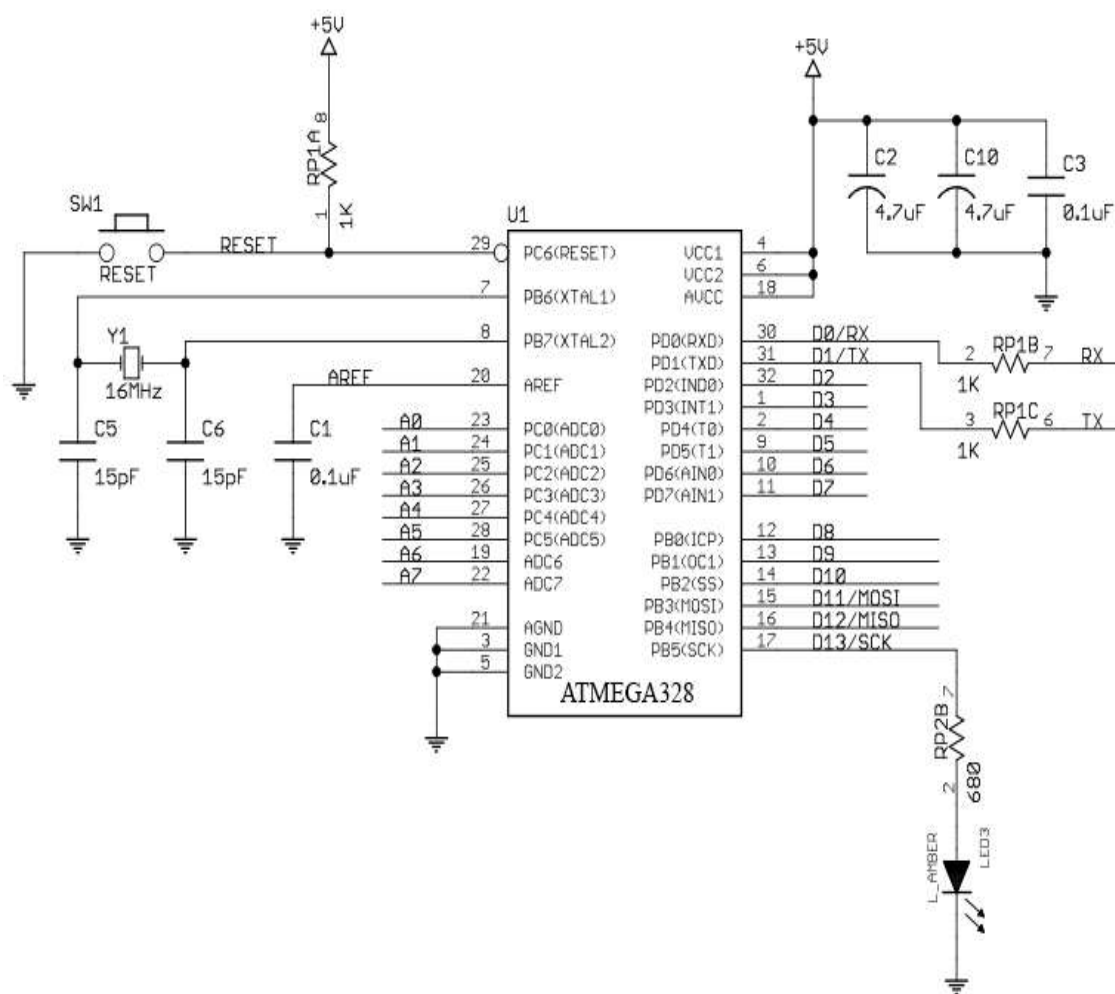 +5V
8
RP1A
1
1K
SW1
RESET
RESET
Y1
16MHz
C5
15pF
C6
15pF
AREF
C1
0.1uF
A0
A1
A2
A3
A4
A5
A6
A7
U1
29 PC6(RESET)
7 PB6(XTAL1)
8 PB7(XTAL2)
20 AREF
23 PC0(ADC0)
24 PC1(ADC1)
25 PC2(ADC2)
26 PC3(ADC3)
27 PC4(ADC4)
28 PC5(ADC5)
19 ADC6
22 ADC7
21 AGND
3 GND1
5 GND2
VCC1 4
VCC2 6
AVCC 18
PD0(RXD) 30 D0/RX
PD1(TXD) 31 D1/TX
PD2(IND0) 32 D2
PD3(INT1) 1 D3
PD4(T0) 2 D4
PD5(T1) 9 D5
PD6(AIN0) 10 D6
PD7(AIN1) 11 D7
PB0(ICP) 12 D8
PB1(OC1) 13 D9
PB2(SS) 14 D10
PB3(MOSI) 15 D11/MOSI
PB4(MISO) 16 D12/MISO
PB5(SCK) 17 D13/SCK
ATMEGA328
+5V
C2
4.7uF
C10
4.7uF
C3
0.1uF
2 RP1B 7 RX
1K
3 RP1C 6 TX
1K
7
RP2B
2
680
L_AMBER
LED3